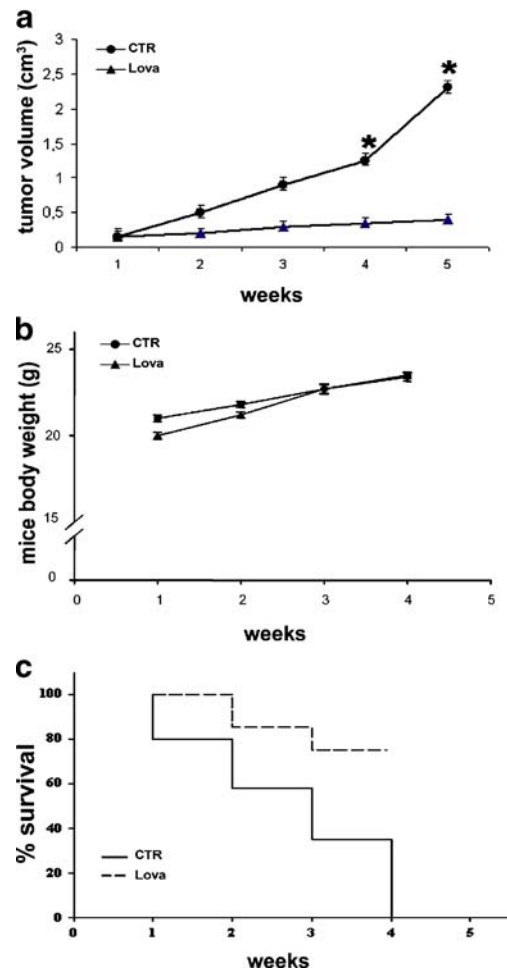 a
CTR
Lova
tumor volume (cm³)
3
2,5
2
1,5
1
0,5
0
*
*
1 2 3 4 5
weeks
b
CTR
Lova
mice body weight (g)
25
20
15
0
0 1 2 3 4 5
weeks
c
% survival
100
80
60
40
20
0
CTR
Lova
0 1 2 3 4 5
weeks